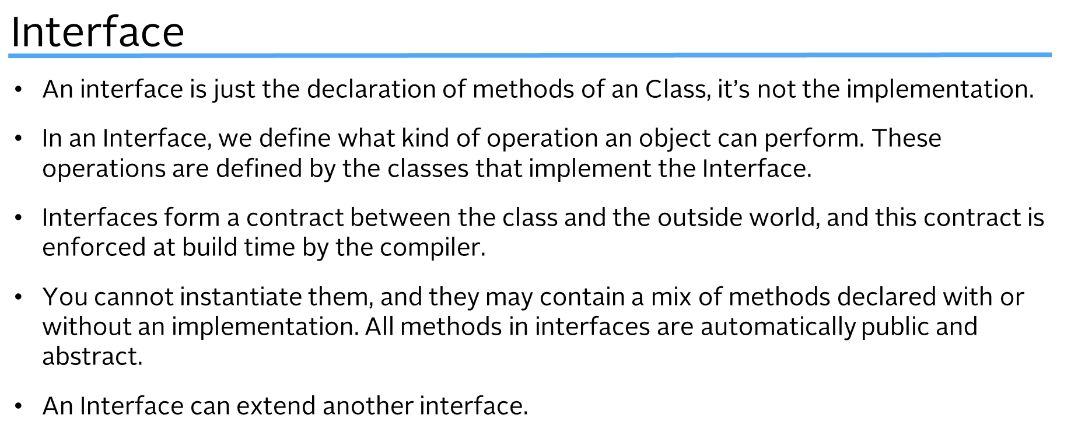 Interface
• An interface is just the declaration of methods of an Class, it's not the implementation.
• In an Interface, we define what kind of operation an object can perform. These
operations are defined by the classes that implement the Interface.
• Interfaces form a contract between the class and the outside world, and this contract is
enforced at build time by the compiler.
• You cannot instantiate them, and they may contain a mix of methods declared with or
without an implementation. All methods in interfaces are automatically public and
abstract.
• An Interface can extend another interface.